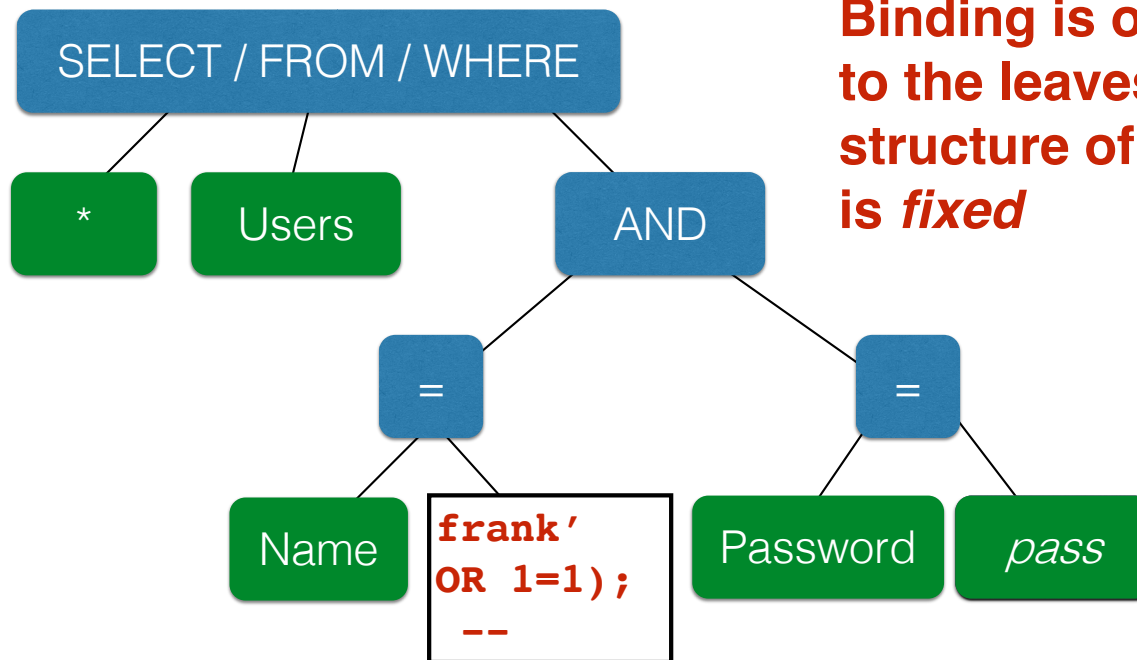 SELECT / FROM / WHERE
Binding is
to the
structure of
is fixed
*
Users
AND
=
=
Name
frank’
OR 1=1);
--
Password
pass